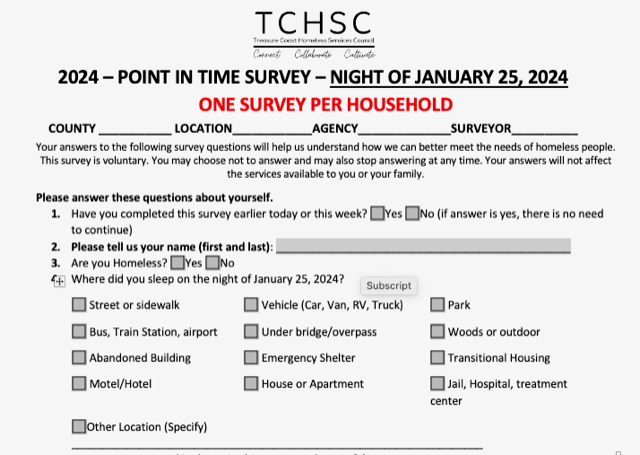 TCHSC
Treasure Coast Homeless Services Council
Connect Collaborate Cultivate
2024 – POINT IN TIME SURVEY – NIGHT OF JANUARY 25, 2024
ONE SURVEY PER HOUSEHOLD
COUNTY ___________ LOCATION____________AGENCY______________SURVEYOR__________
Your answers to the following survey questions will help us understand how we can better meet the needs of homeless people.
This survey is voluntary. You may choose not to answer and may also stop answering at any time. Your answers will not affect
the services available to you or your family.
Please answer these questions about yourself.
1. Have you completed this survey earlier today or this week? Yes No (if answer is yes, there is no need
to continue)
2. Please tell us your name (first and last):
3. Are you Homeless? Yes No
Where did you sleep on the night of January 25, 2024?
Subscript
Street or sidewalk Vehicle (Car, Van, RV, Truck) Park
Bus, Train Station, airport Under bridge/overpass Woods or outdoor
Abandoned Building Emergency Shelter Transitional Housing
Motel/Hotel House or Apartment Jail, Hospital, treatment
center
Other Location (Specify)